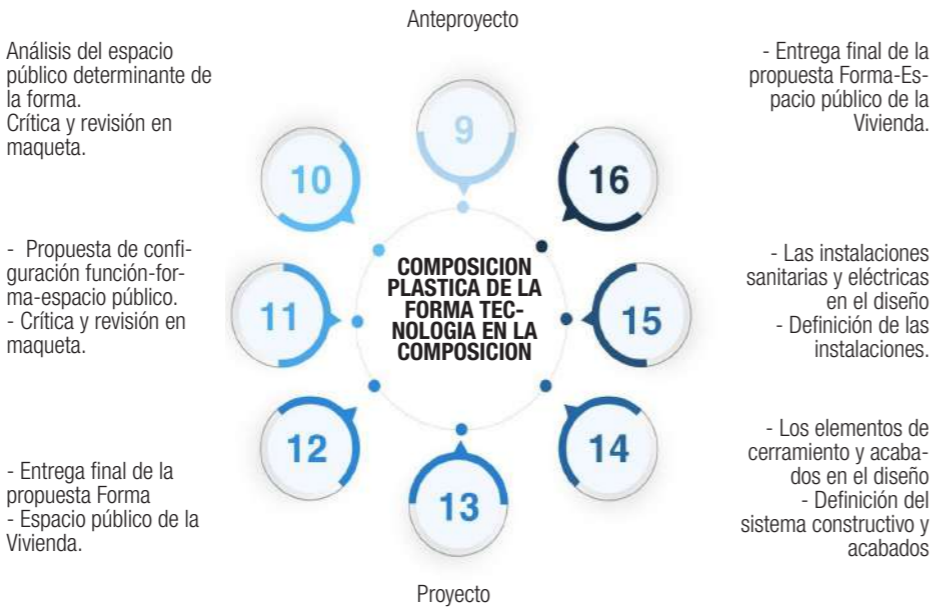 Anteproyecto
9
Análisis del espacio
público determinante de
la forma.
Crítica y revisión en
maqueta.
10
- Propuesta de confi-
guración función-for-
ma-espacio público.
- Crítica y revisión en
maqueta.
11
- Entrega final de la
propuesta Forma
- Espacio público de la
Vivienda.
12
COMPOSICION
PLASTICA DE LA
FORMA TEC-
NOLOGIA EN LA
COMPOSICION
13
Proyecto
14
- Los elementos de
cerramiento y acaba-
dos en el diseño
- Definición del
sistema constructivo y
acabados
15
- Las instalaciones
sanitarias y eléctricas
en el diseño
- Definición de las
instalaciones.
16
- Entrega final de la
propuesta Forma-Es-
pacio público de la
Vivienda.